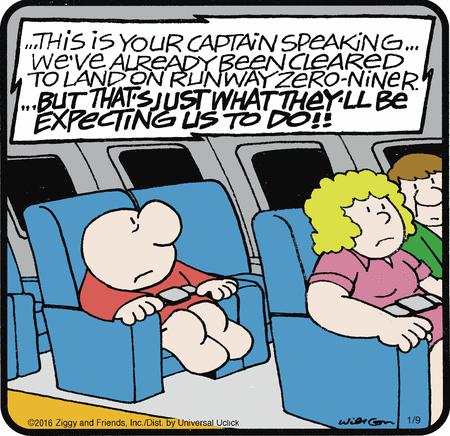 ...THIS IS YOUR CAPTAIN SPEAKING...
WE'VE ALREADY BEEN CLEARED
TO LAND ON RUNWAY ZERO-NINER.
...BUT THAT'S JUST WHAT THEY'LL BE
EXPECTING US TO DO!!
©2016 Ziggy and Friends, Inc./Dist. by Universal Uclick
WILSON
1/9